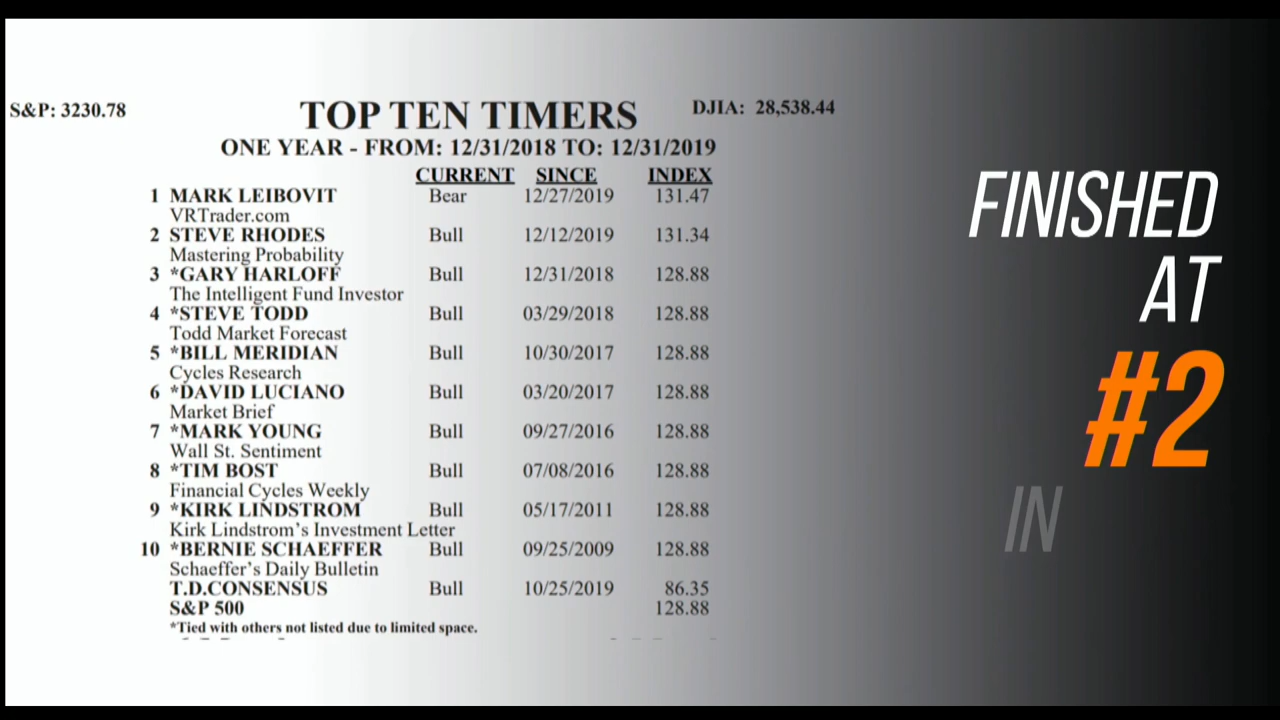 S&P: 3230.78
TOP TEN TIMERS
DJIA: 28,538.44
ONE YEAR - FROM: 12/31/2018 TO: 12/31/2019
CURRENT SINCE INDEX
1 MARK LEIBOVIT Bear 12/27/2019 131.47
VRTrader.com
2 STEVE RHODES Bull 12/12/2019 131.34
Mastering Probability
3 *GARY HARLOFF Bull 12/31/2018 128.88
The Intelligent Fund Investor
4 *STEVE TODD Bull 03/29/2018 128.88
Todd Market Forecast
5 *BILL MERIDIAN Bull 10/30/2017 128.88
Cycles Research
6 *DAVID LUCIANO Bull 03/20/2017 128.88
Market Brief
7 *MARK YOUNG Bull 09/27/2016 128.88
Wall St. Sentiment
8 *TIM BOST Bull 07/08/2016 128.88
Financial Cycles Weekly
9 *KIRK LINDSTROM Bull 05/17/2011 128.88
Kirk Lindstrom's Investment Letter
10 *BERNIE SCHAEFFER Bull 09/25/2009 128.88
Schaeffer's Daily Bulletin
T.D.CONSENSUS Bull 10/25/2019 86.35
S&P 500 128.88
*Tied with others not listed due to limited space.
FINISHED
AT
#2
IN